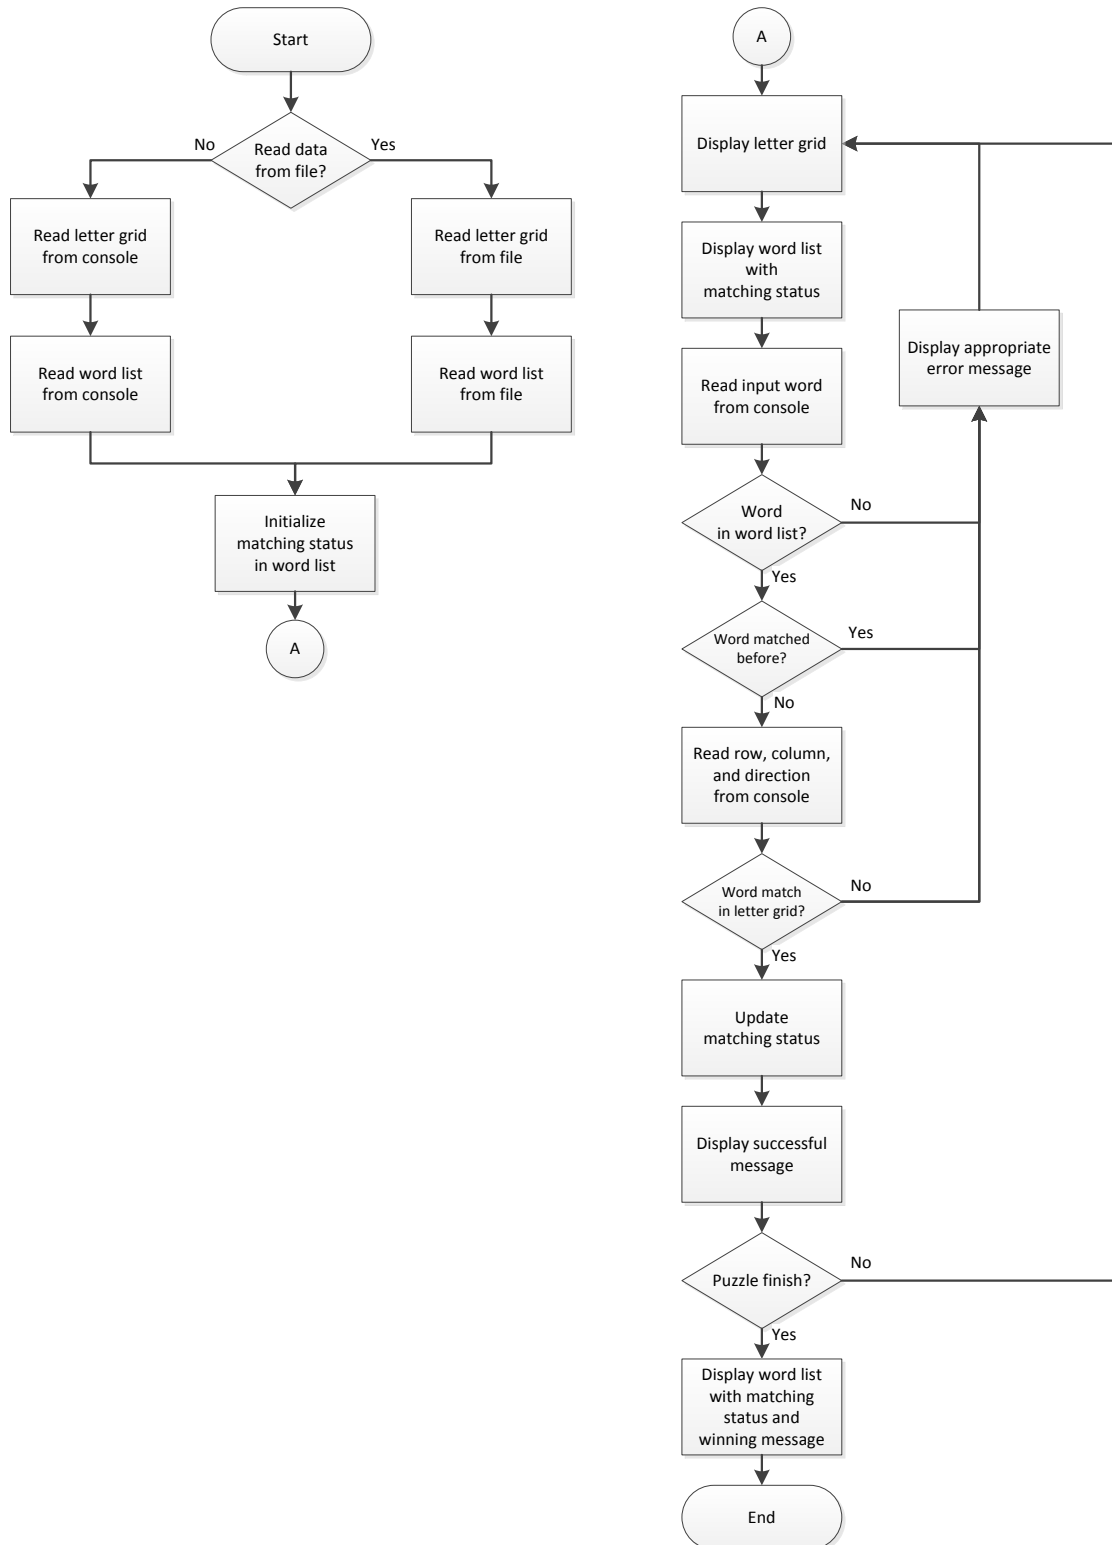 Start
Read data
from file?
No
Yes
Read letter grid
from console
Read letter grid
from file
Read word list
from console
Read word list
from file
Initialize
matching status
in word list
A
A
Display letter grid
Display word list
with
matching status
Display appropriate
error message
Read input word
from console
Word
in word list?
No
Yes
Word matched
before?
Yes
No
Read row, column,
and direction
from console
Word match
in letter grid?
No
Yes
Update
matching status
Display successful
message
Puzzle finish?
No
Yes
Display word list
with matching
status and
winning message
End